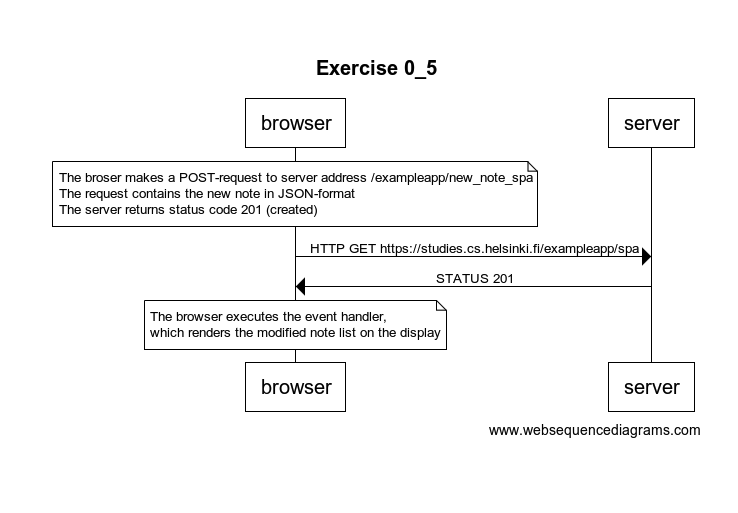 Exercise 0_5
browser
server
The broser makes a POST-request to server address /exampleapp/new_note_spa
The request contains the new note in JSON-format
The server returns status code 201 (created)
HTTP GET https://studies.cs.helsinki.fi/exampleapp/spa
STATUS 201
The browser executes the event handler,
which renders the modified note list on the display
browser
server
www.websequencediagrams.com